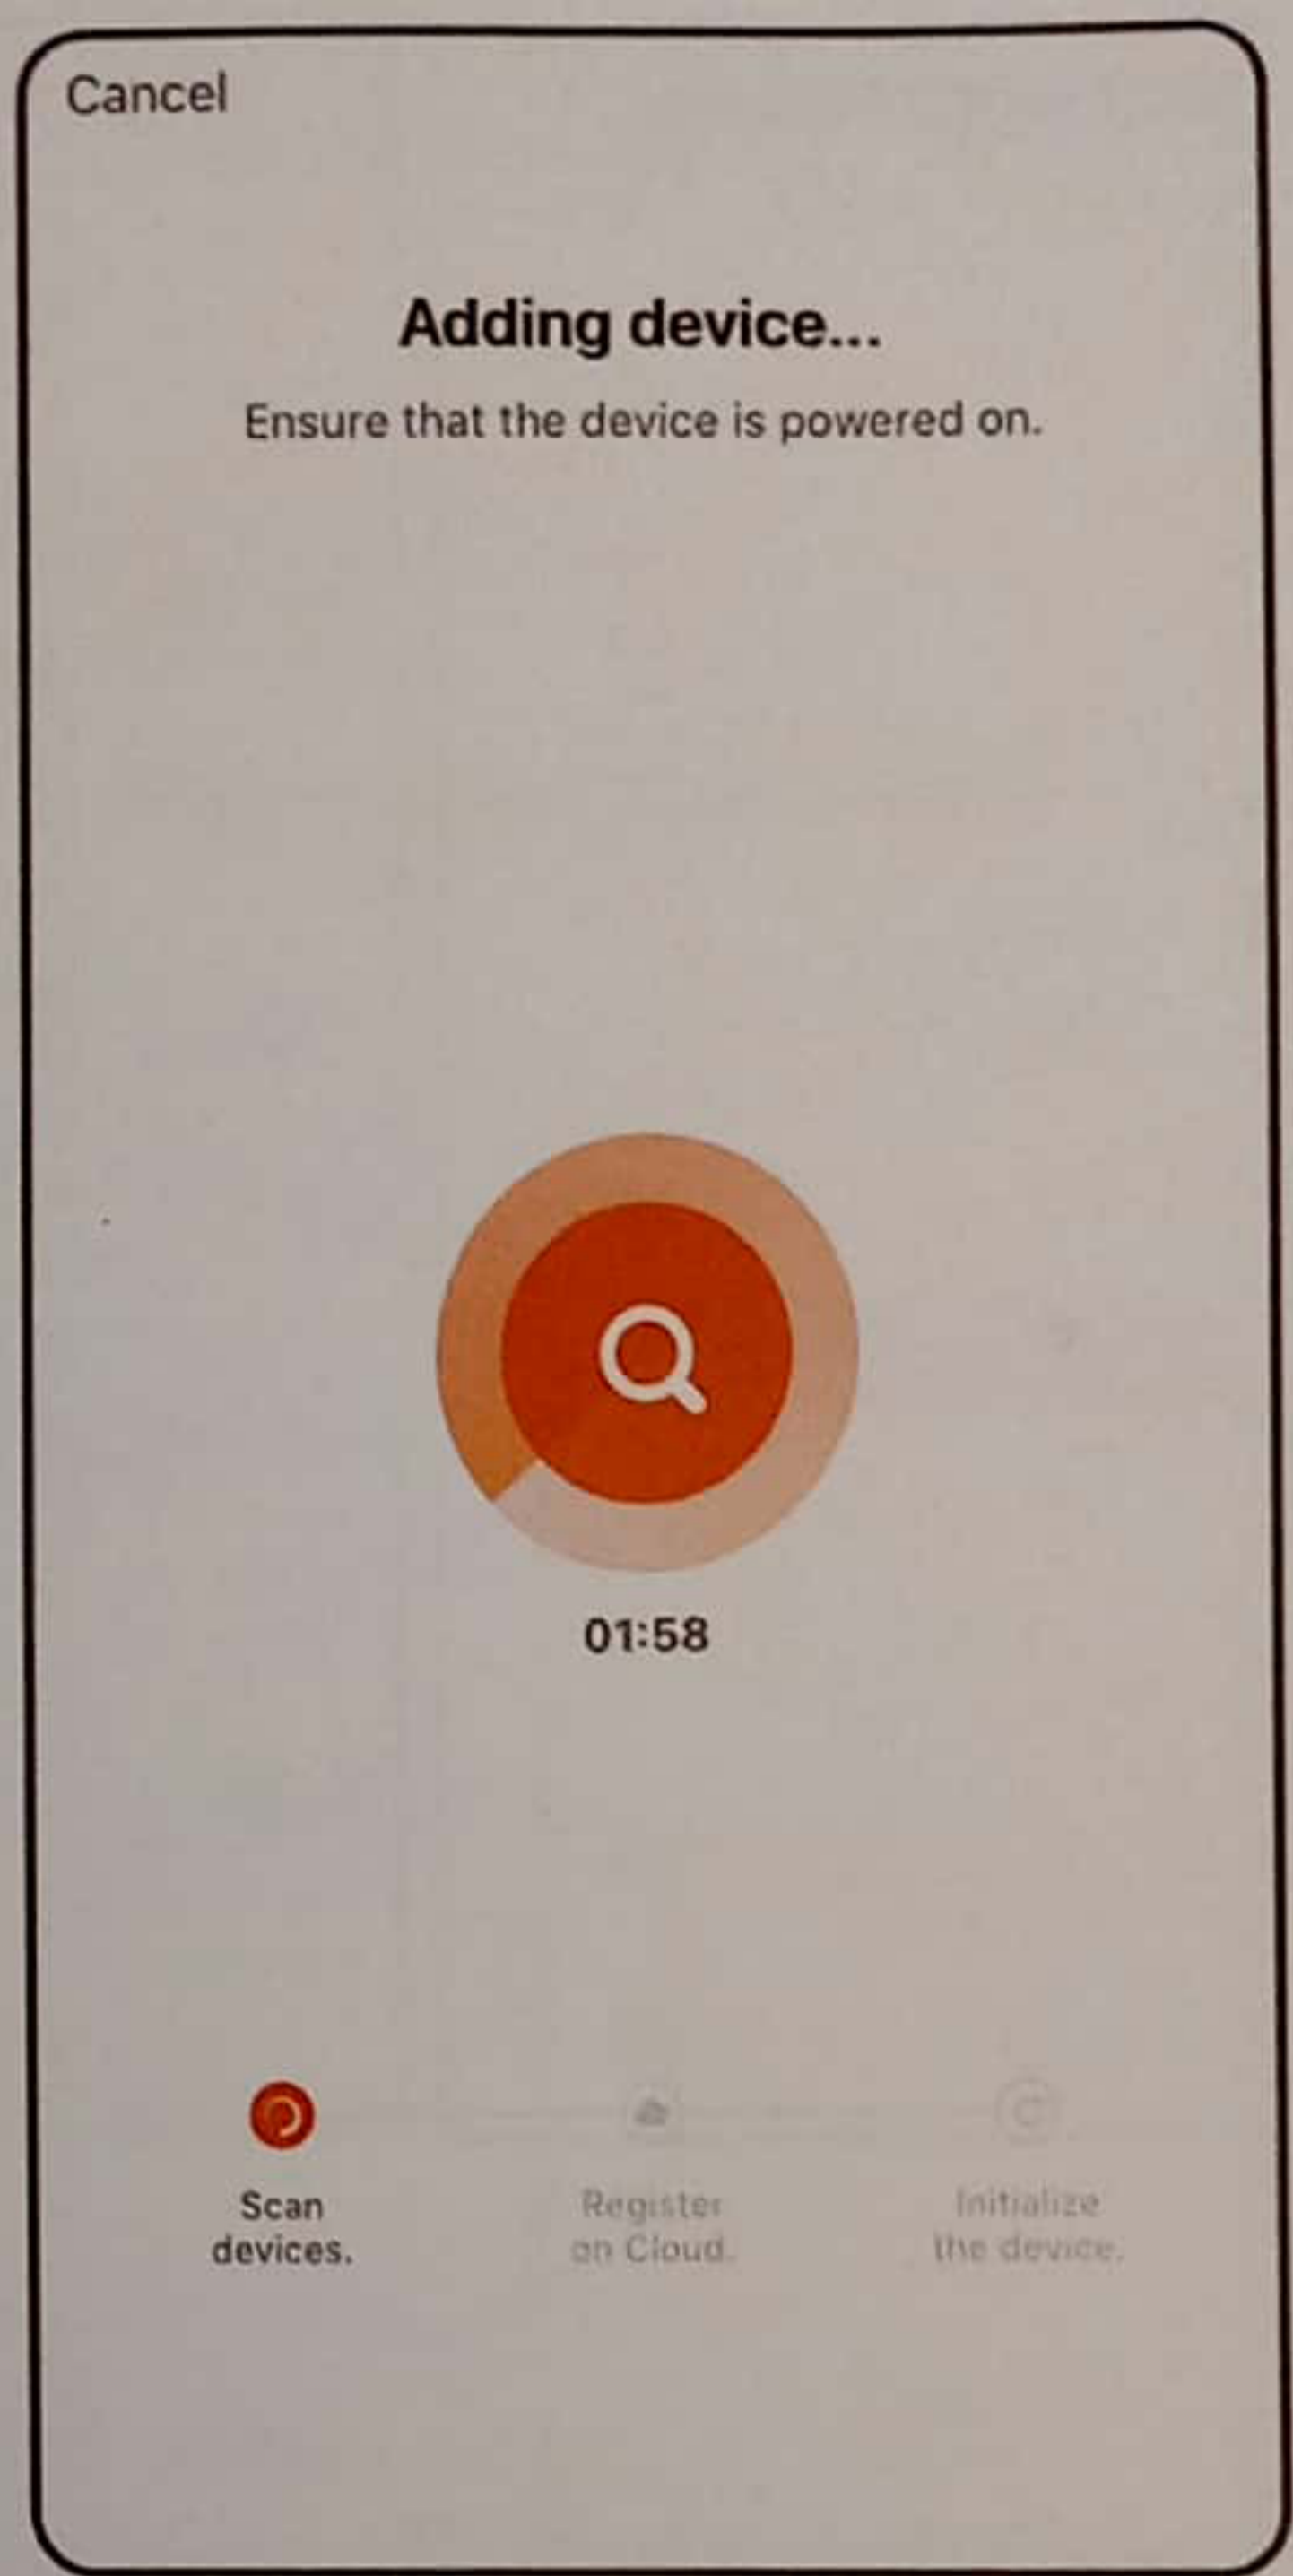 Cancel
Adding device...
Ensure that the device is powered on.
01:58
Scan
devices.
Register
on Cloud.
Initialize
the device.